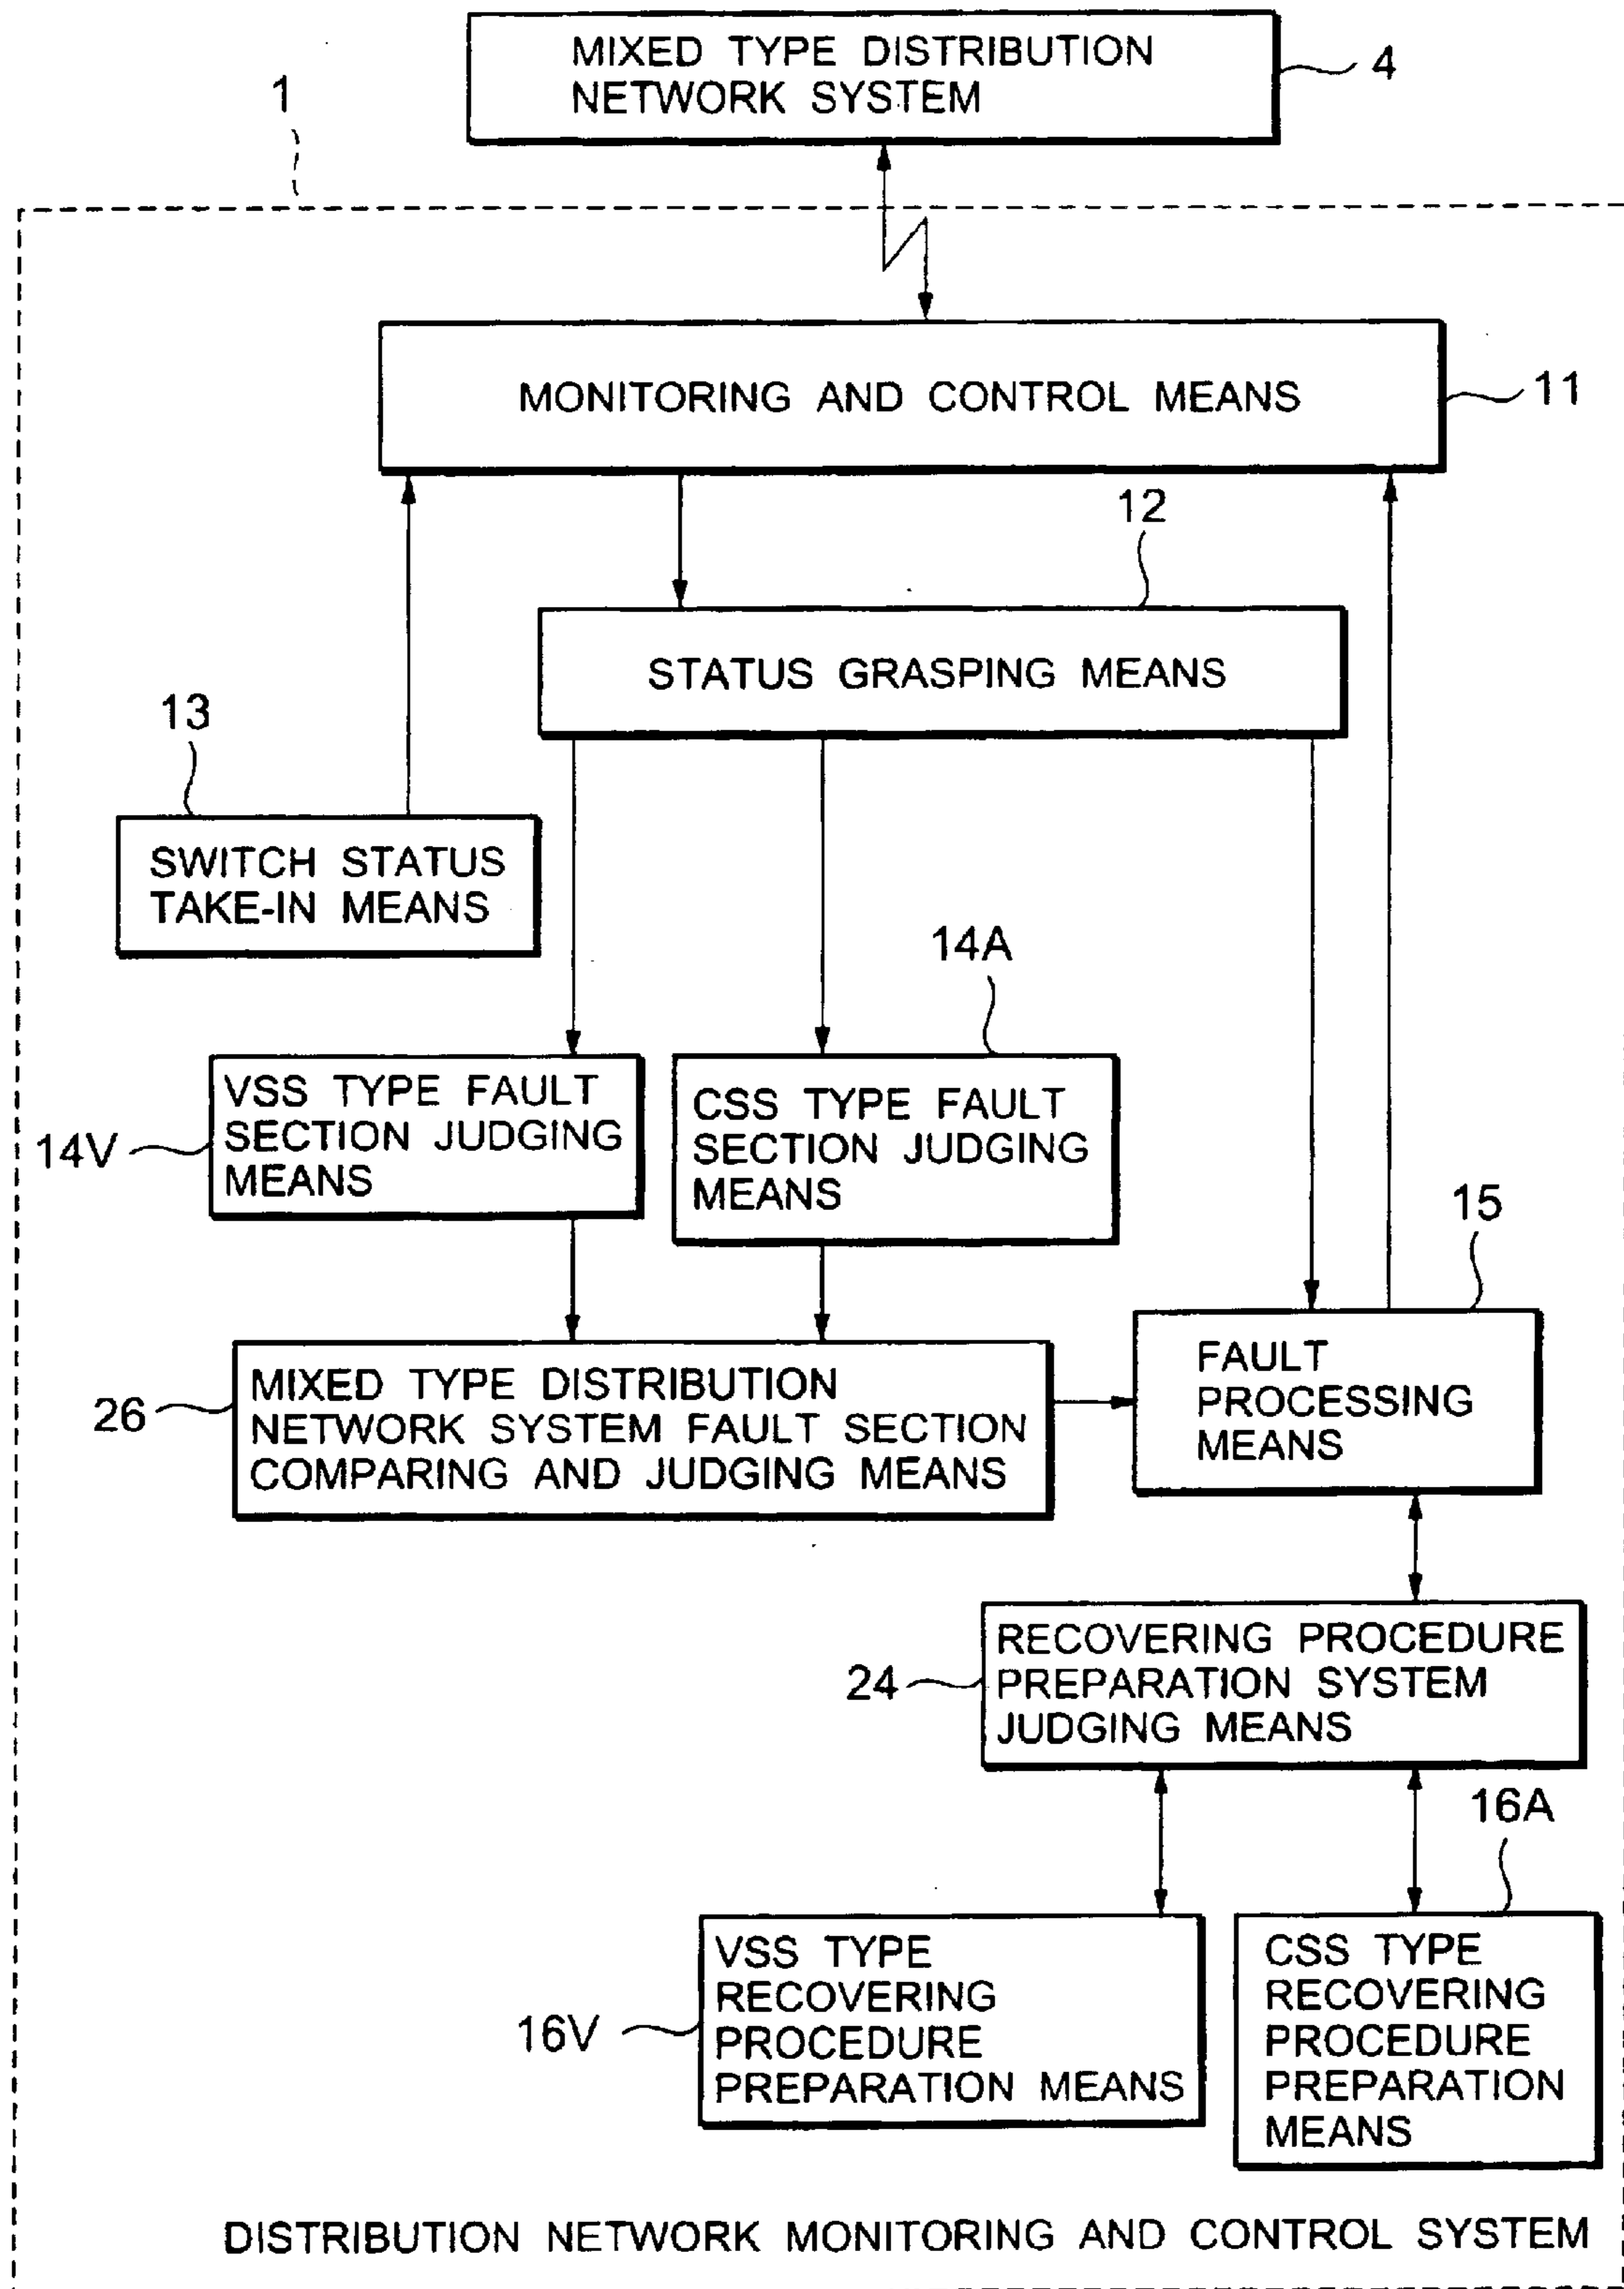 MIXED TYPE DISTRIBUTION
NETWORK SYSTEM
4
1
MONITORING AND CONTROL MEANS
11
12
STATUS GRASPING MEANS
13
SWITCH STATUS
TAKE-IN MEANS
14A
14V
VSS TYPE FAULT
SECTION JUDGING
MEANS
CSS TYPE FAULT
SECTION JUDGING
MEANS
15
26
MIXED TYPE DISTRIBUTION
NETWORK SYSTEM FAULT SECTION
COMPARING AND JUDGING MEANS
FAULT
PROCESSING
MEANS
24
RECOVERING PROCEDURE
PREPARATION SYSTEM
JUDGING MEANS
16A
16V
VSS TYPE
RECOVERING
PROCEDURE
PREPARATION MEANS
CSS TYPE
RECOVERING
PROCEDURE
PREPARATION
MEANS
DISTRIBUTION NETWORK MONITORING AND CONTROL SYSTEM